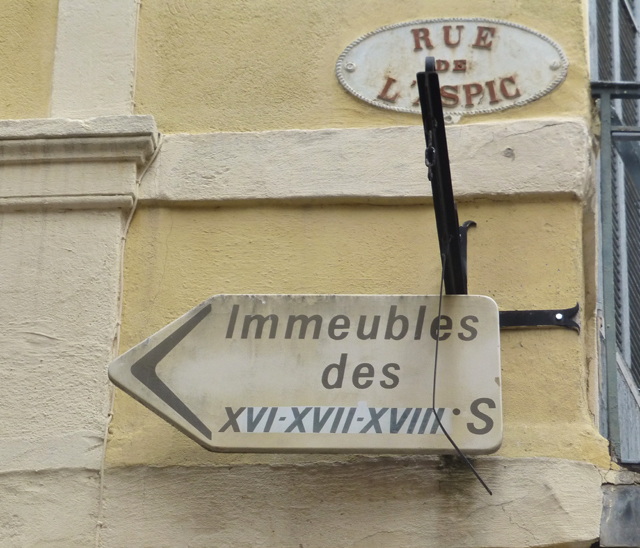 RUE
DE
L'ASPIC
Immeubles
des
XVI-XVII-XVIII·S